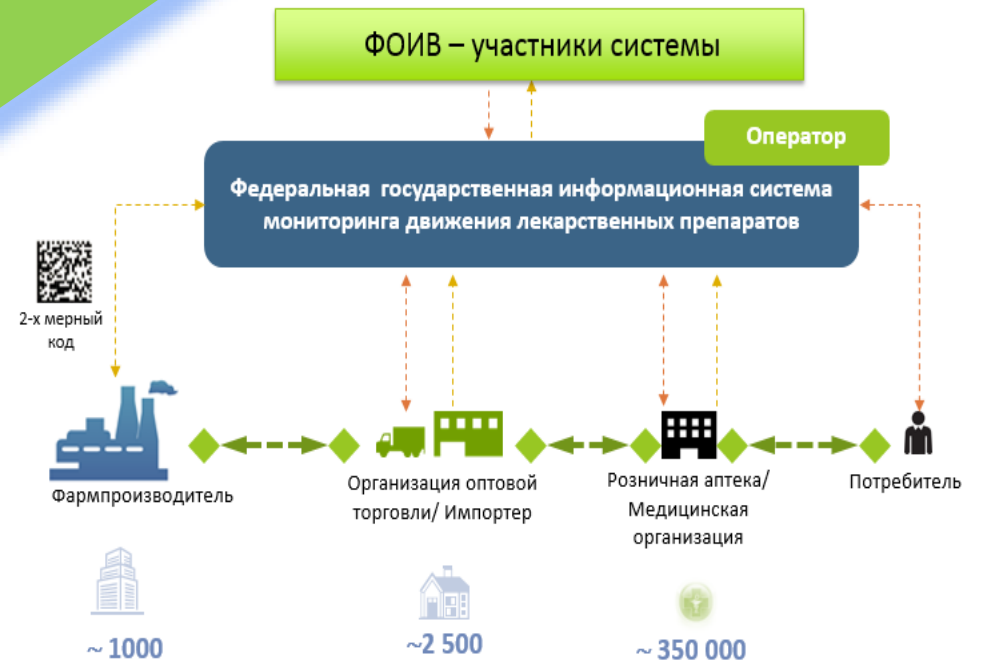 ФОИВ – участники системы
Оператор
Федеральная государственная информационная система
мониторинга движения лекарственных препаратов
2-х мерный
код
Фармпроизводитель
Организация оптовой
торговли/ Импортер
Розничная аптека/
Медицинская
организация
Потребитель
~ 1000
~2 500
~ 350 000